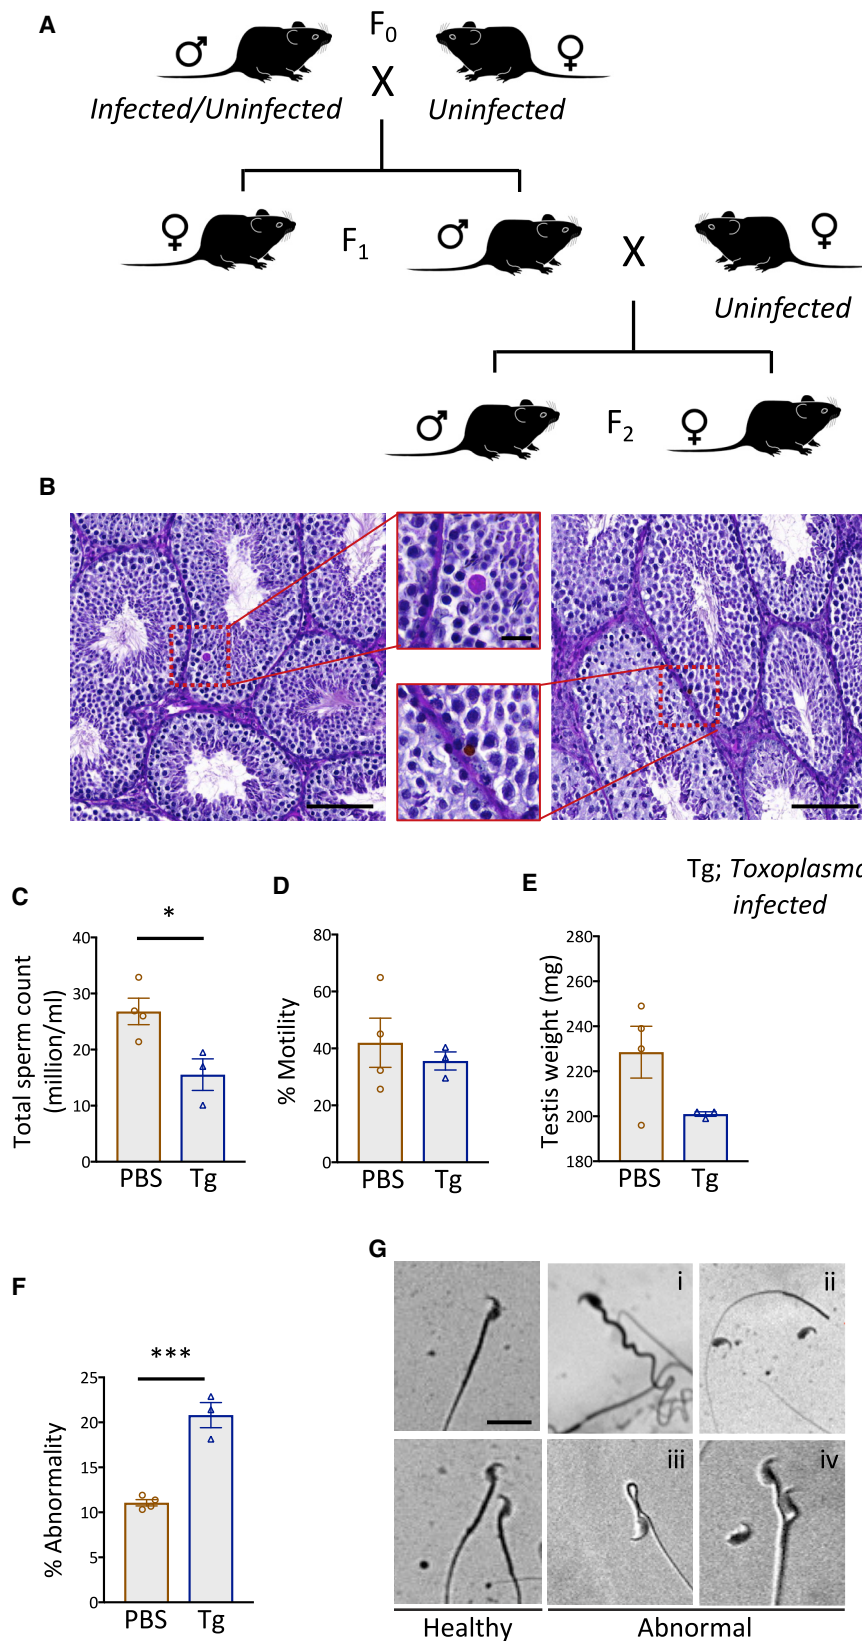 A
F0
♂
♀
X
Infected/Uninfected
Uninfected
♀
F1
♂
X
♀
Uninfected
♂
F2
♀
B
Tg; Toxoplasma
infected
C
*
Total sperm count
(million/ml)
40
30
20
10
0
PBS Tg
D
% Motility
80
60
40
20
0
PBS Tg
E
Testis weight (mg)
280
260
240
220
200
180
PBS Tg
F
***
% Abnormality
25
20
15
10
5
0
PBS Tg
G
i
ii
iii
iv
Healthy
Abnormal